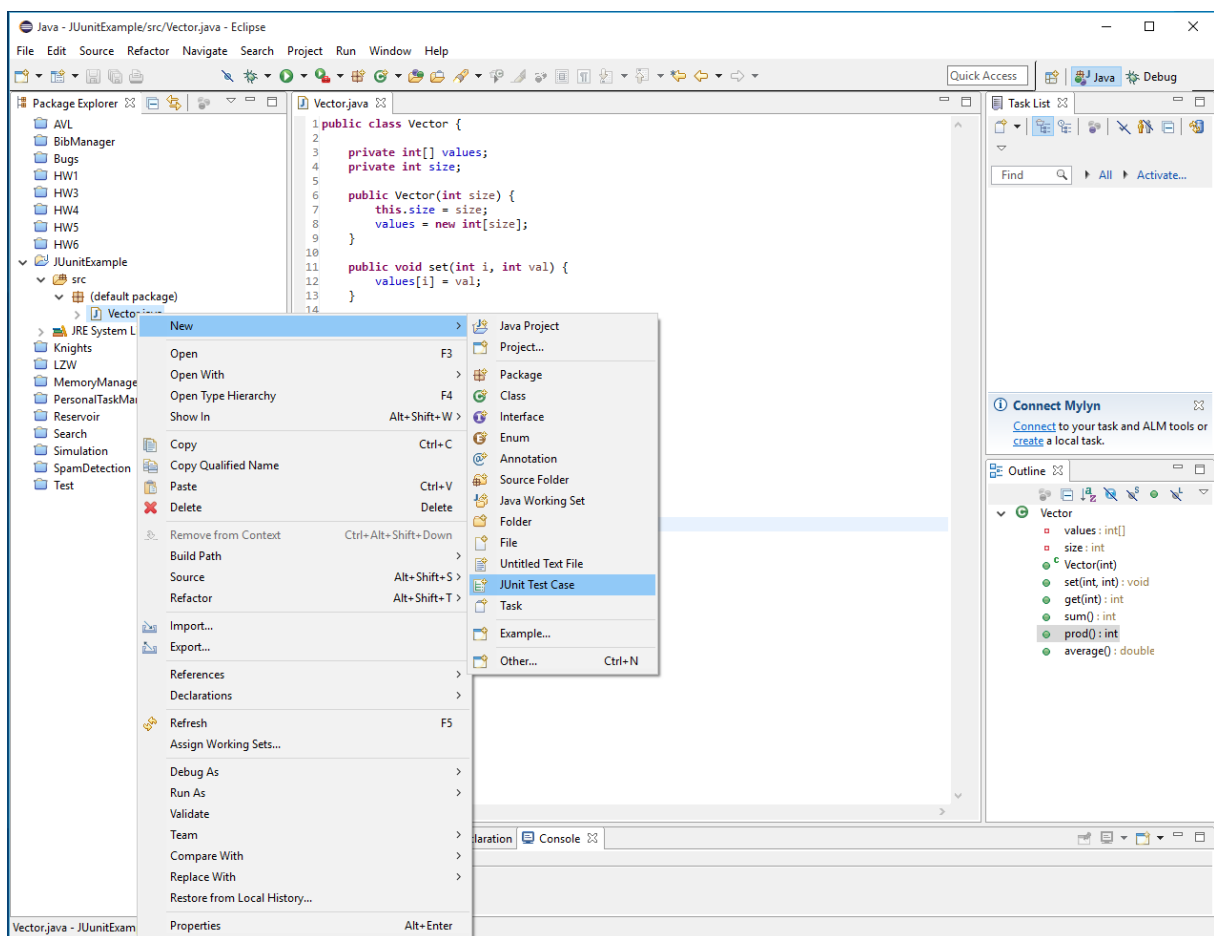 Java - JUunitExample/src/Vector.java - Eclipse
File Edit Source Refactor Navigate Search Project Run Window Help
Quick Access Java Debug
Package Explorer
AVL
BibManager
Bugs
HW1
HW3
HW4
HW5
HW6
JUunitExample
src
(default package)
JRE System L
Knights
LZW
MemoryManage
PersonalTaskMa
Reservoir
Search
Simulation
SpamDetection
Test
Vector.java
1 public class Vector {
2
3 private int[] values;
4 private int size;
5
6 public Vector(int size) {
7 this.size = size;
8 values = new int[size];
9 }
10
11 public void set(int i, int val) {
12 values[i] = val;
13 }
14
New
Open F3
Open With
Open Type Hierarchy F4
Show In Alt+Shift+W
Copy Ctrl+C
Copy Qualified Name
Paste Ctrl+V
Delete Delete
Remove from Context Ctrl+Alt+Shift+Down
Build Path
Source Alt+Shift+S
Refactor Alt+Shift+T
Import...
Export...
References
Declarations
Refresh F5
Assign Working Sets...
Debug As
Run As
Validate
Team
Compare With
Replace With
Restore from Local History...
Properties Alt+Enter
Java Project
Project...
Package
Class
Interface
Enum
Annotation
Source Folder
Java Working Set
Folder
File
Untitled Text File
JUnit Test Case
Task
Example...
Other... Ctrl+N
Task List
Find All Activate...
Connect Mylyn
Connect to your task and ALM tools or
create a local task.
Outline
Vector
values : int[]
size : int
Vector(int)
set(int, int) : void
get(int) : int
sum() : int
prod() : int
average() : double
laration Console
Vector.java - JUunitExam